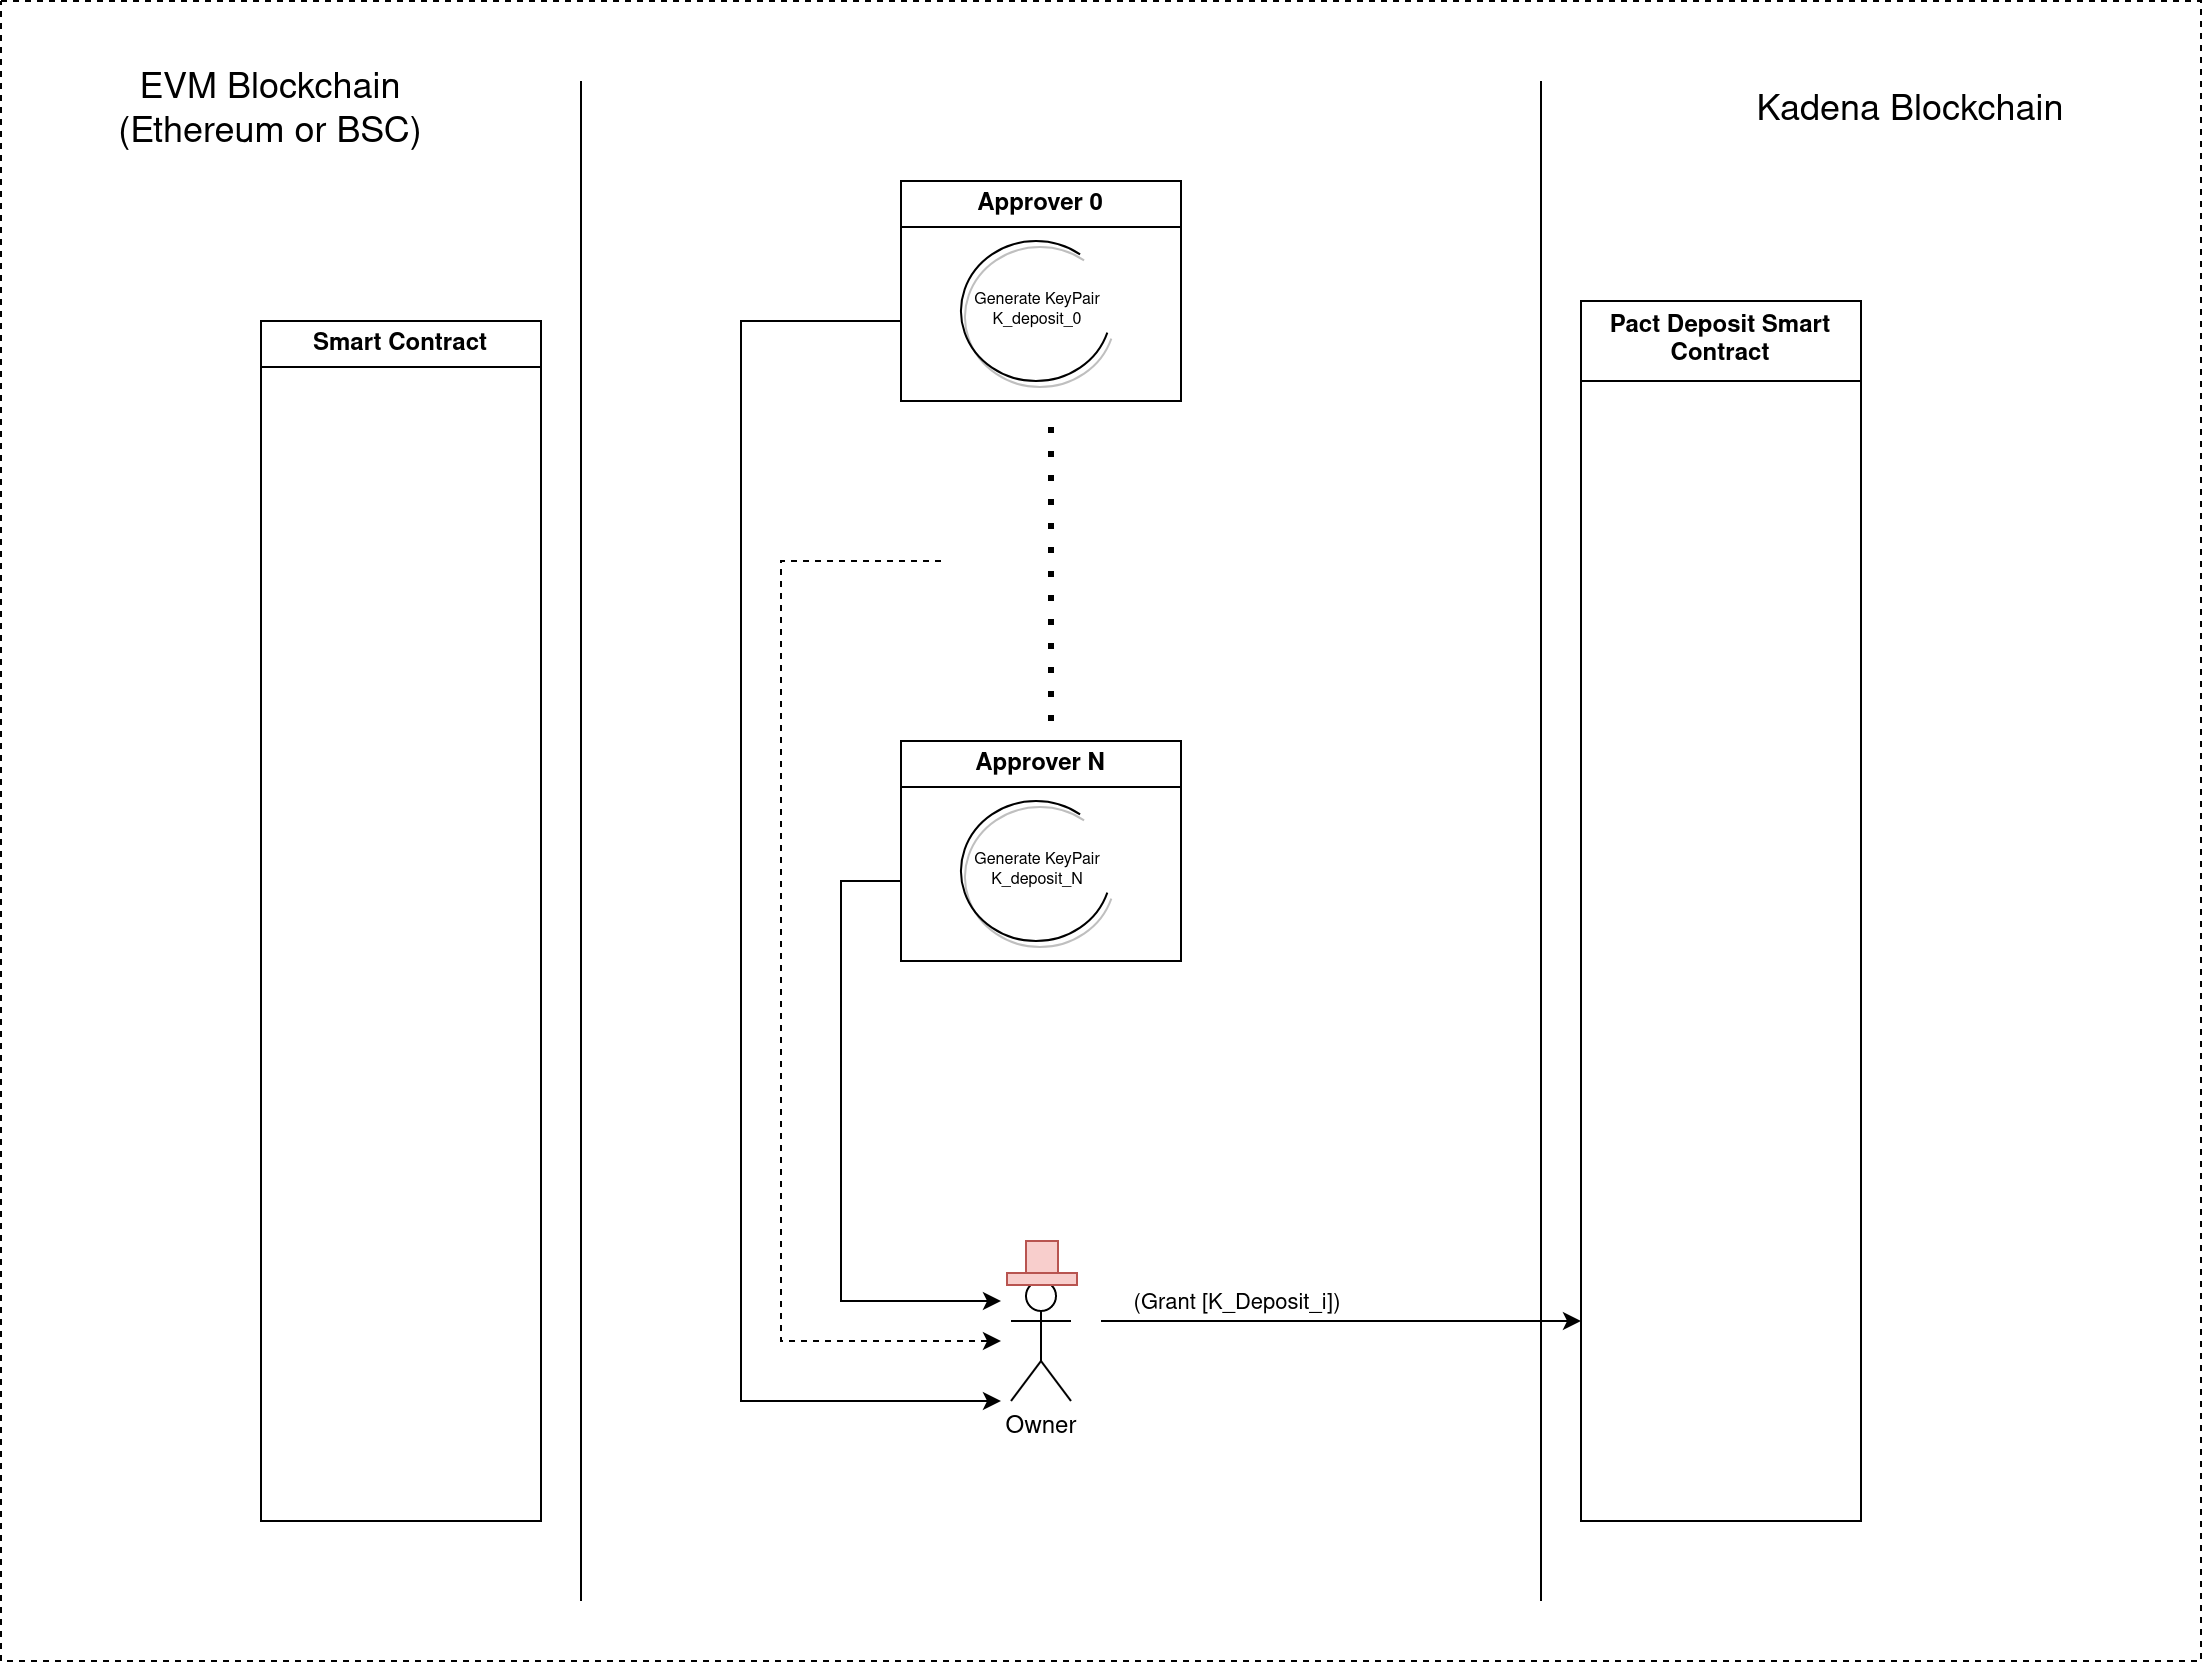 EVM Blockchain
(Ethereum or BSC)
Kadena Blockchain
Approver 0
Generate KeyPair
K_deposit_0
Smart Contract
Pact Deposit Smart
Contract
Approver N
Generate KeyPair
K_deposit_N
(Grant [K_Deposit_i])
Owner